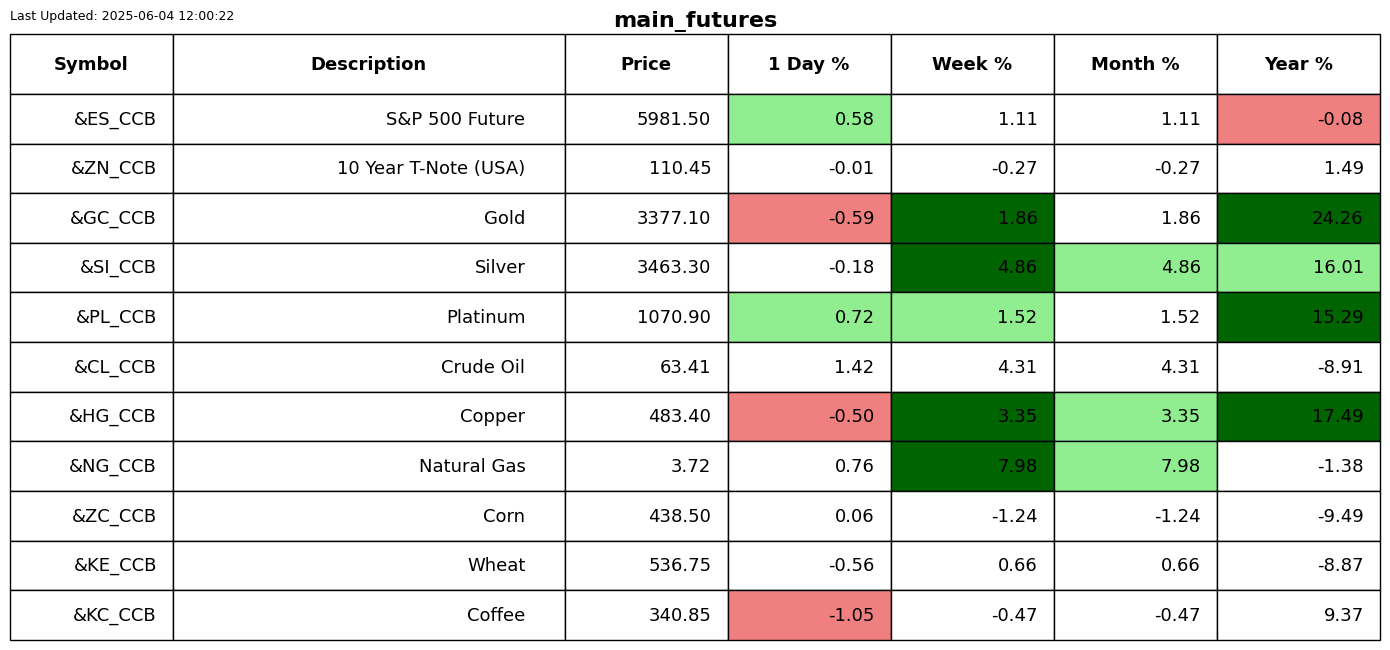 Last Updated: 2025-06-04 12:00:22
main_futures
Symbol Description Price 1 Day % Week % Month % Year %
&ES_CCB S&P 500 Future 5981.50 0.58 1.11 1.11 -0.08
&ZN_CCB 10 Year T-Note (USA) 110.45 -0.01 -0.27 -0.27 1.49
&GC_CCB Gold 3377.10 -0.59 1.86 1.86 24.26
&SI_CCB Silver 3463.30 -0.18 4.86 4.86 16.01
&PL_CCB Platinum 1070.90 0.72 1.52 1.52 15.29
&CL_CCB Crude Oil 63.41 1.42 4.31 4.31 -8.91
&HG_CCB Copper 483.40 -0.50 3.35 3.35 17.49
&NG_CCB Natural Gas 3.72 0.76 7.98 7.98 -1.38
&ZC_CCB Corn 438.50 0.06 -1.24 -1.24 -9.49
&KE_CCB Wheat 536.75 -0.56 0.66 0.66 -8.87
&KC_CCB Coffee 340.85 -1.05 -0.47 -0.47 9.37